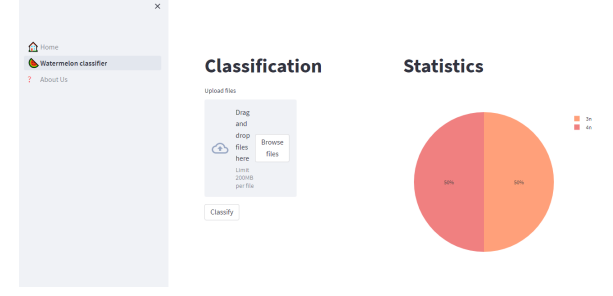 Home
Watermelon classifier
About Us
Classification
Upload files
Drag
and
drop
files
here
Limit
200MB
per file
Browse
files
Classify
Statistics
50%
50%
3n
4n